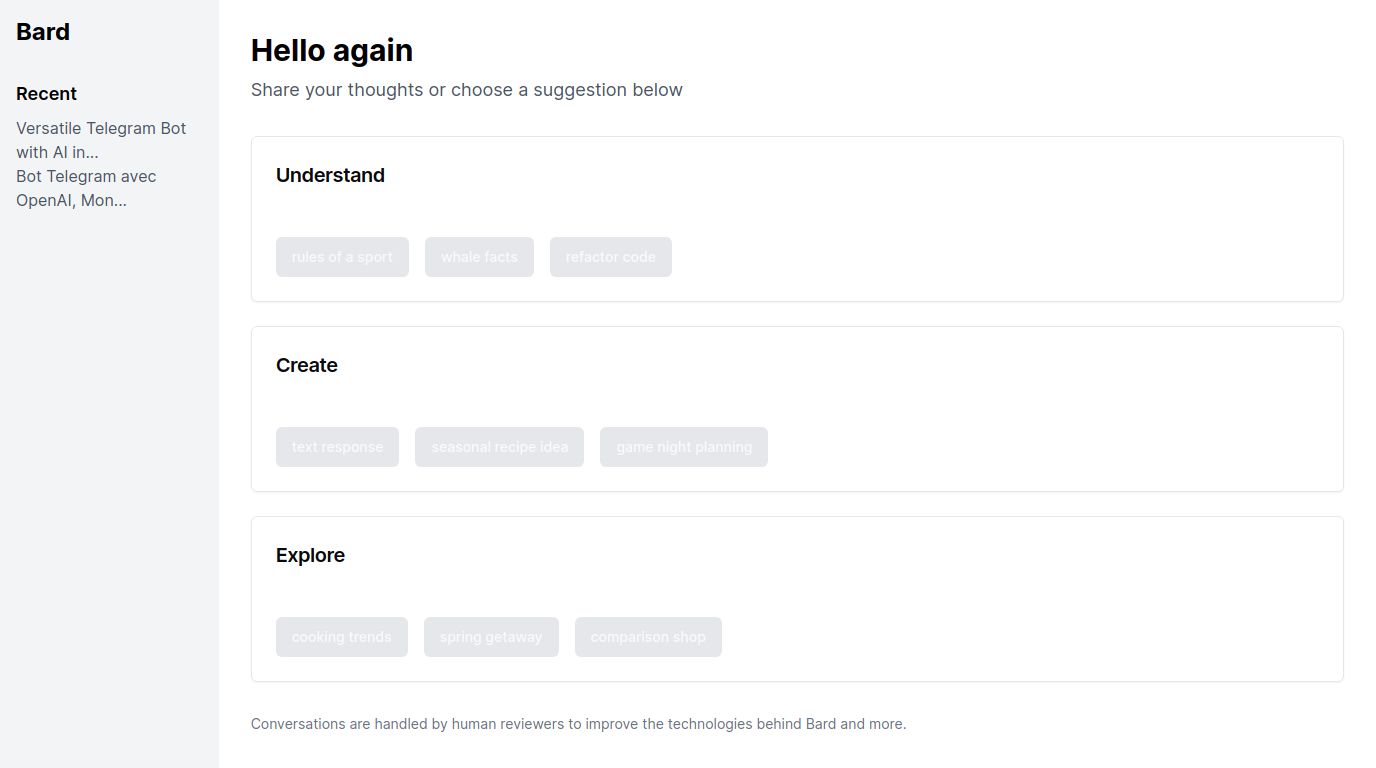 Bard
Recent
Versatile Telegram Bot
with AI in...
Bot Telegram avec
OpenAI, Mon...
Hello again
Share your thoughts or choose a suggestion below
Understand
rules of a sport
whale facts
refactor code
Create
text response
seasonal recipe idea
game night planning
Explore
cooking trends
spring getaway
comparison shop
Conversations are handled by human reviewers to improve the technologies behind Bard and more.